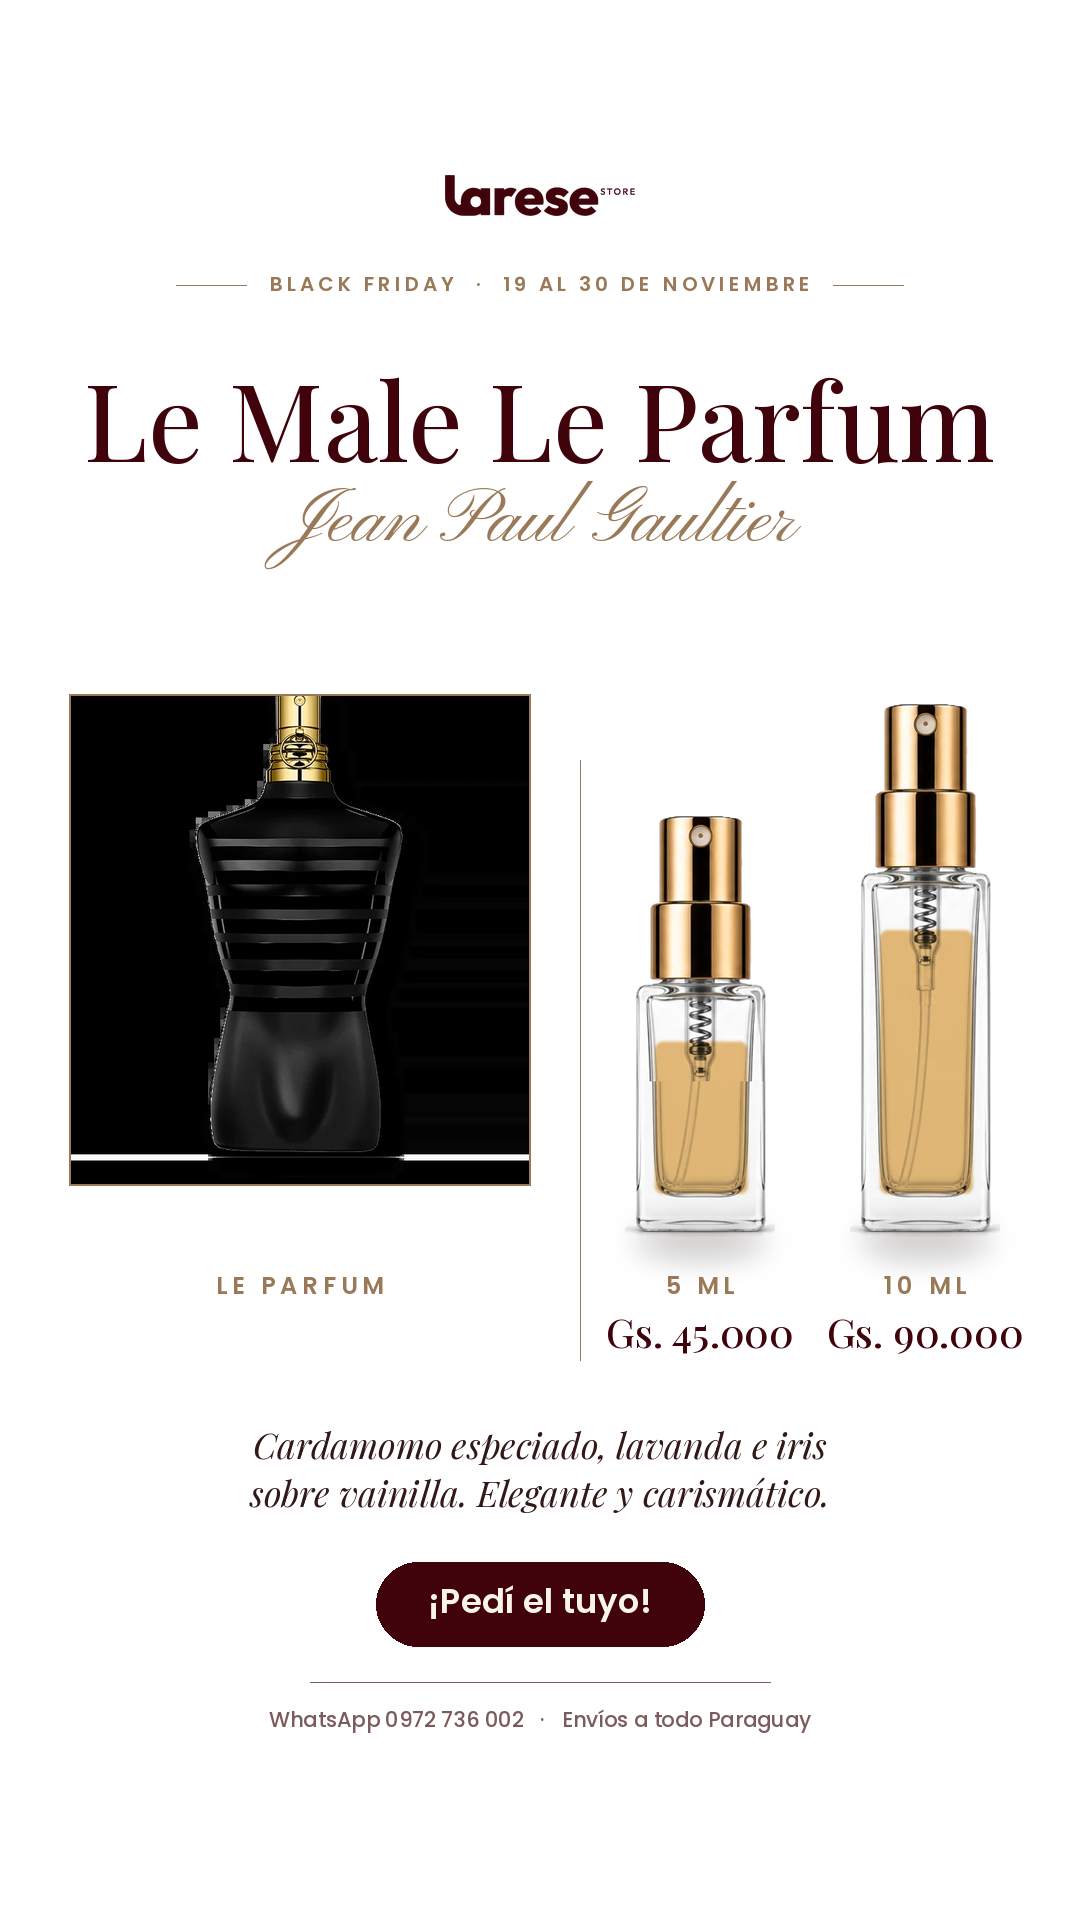 Larese STORE
BLACK FRIDAY · 19 AL 30 DE NOVIEMBRE
Le Male Le Parfum
Jean Paul Gaultier
LE PARFUM
5 ML
Gs. 45.000
10 ML
Gs. 90.000
Cardamomo especiado, lavanda e iris
sobre vainilla. Elegante y carismático.
¡Pedí el tuyo!
WhatsApp 0972 736 002 · Envíos a todo Paraguay